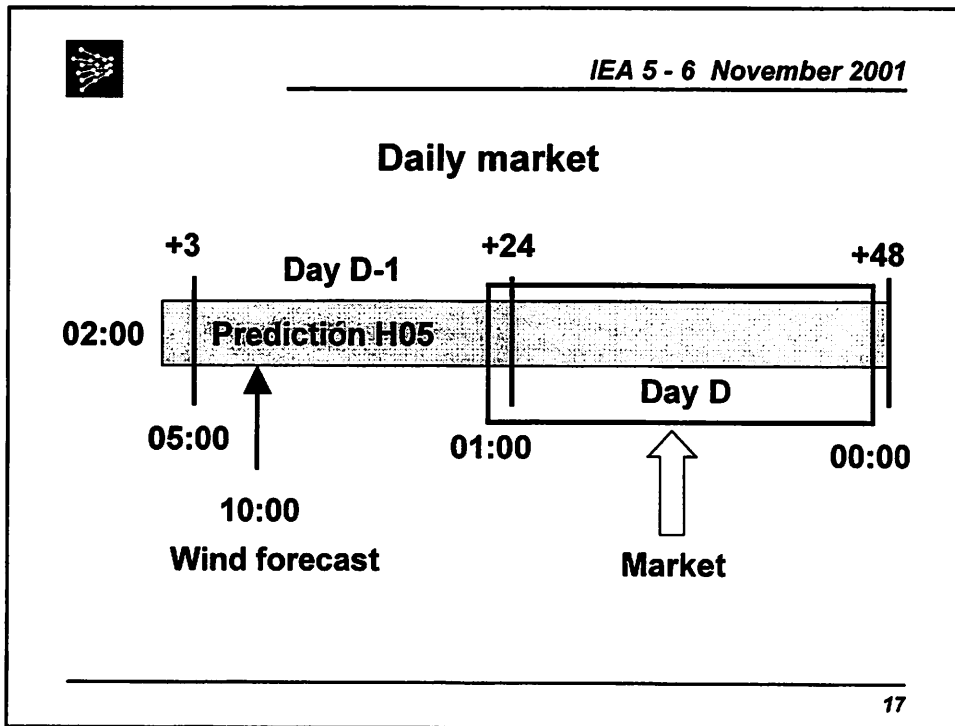 IEA 5 - 6 November 2001
Daily market
+3
Day D-1
+24
+48
02:00
Predictión H05
Day D
05:00
01:00
00:00
10:00
Wind forecast
Market
17